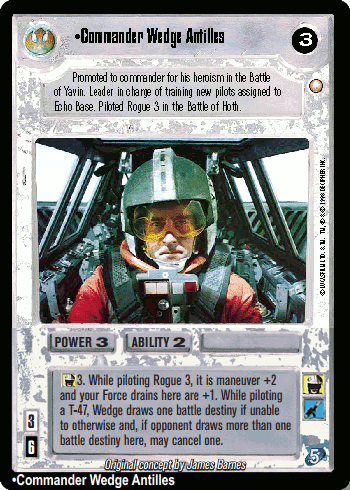 •Commander Wedge Antilles
3
Promoted to commander for his heroism in the Battle
of Yavin. Leader in charge of training new pilots assigned to
Echo Base. Piloted Rogue 3 in the Battle of Hoth.
POWER 3 ABILITY 2
3. While piloting Rogue 3, it is maneuver +2
and your Force drains here are +1. While piloting
a T-47, Wedge draws one battle destiny if unable
to otherwise and, if opponent draws more than one
battle destiny here, may cancel one.
3
6
5
Original concept by James Bames
•Commander Wedge Antilles